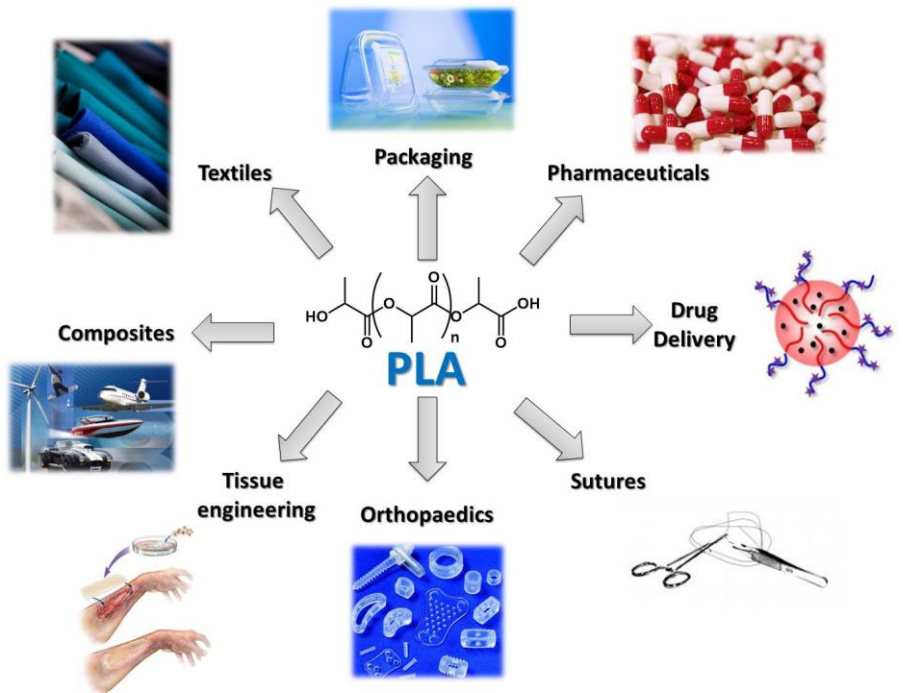 Packaging
Textiles
Pharmaceuticals
O
O
OH
HO
O
O
O
n
PLA
Composites
Drug
Delivery
Tissue
engineering
Orthopaedics
Sutures